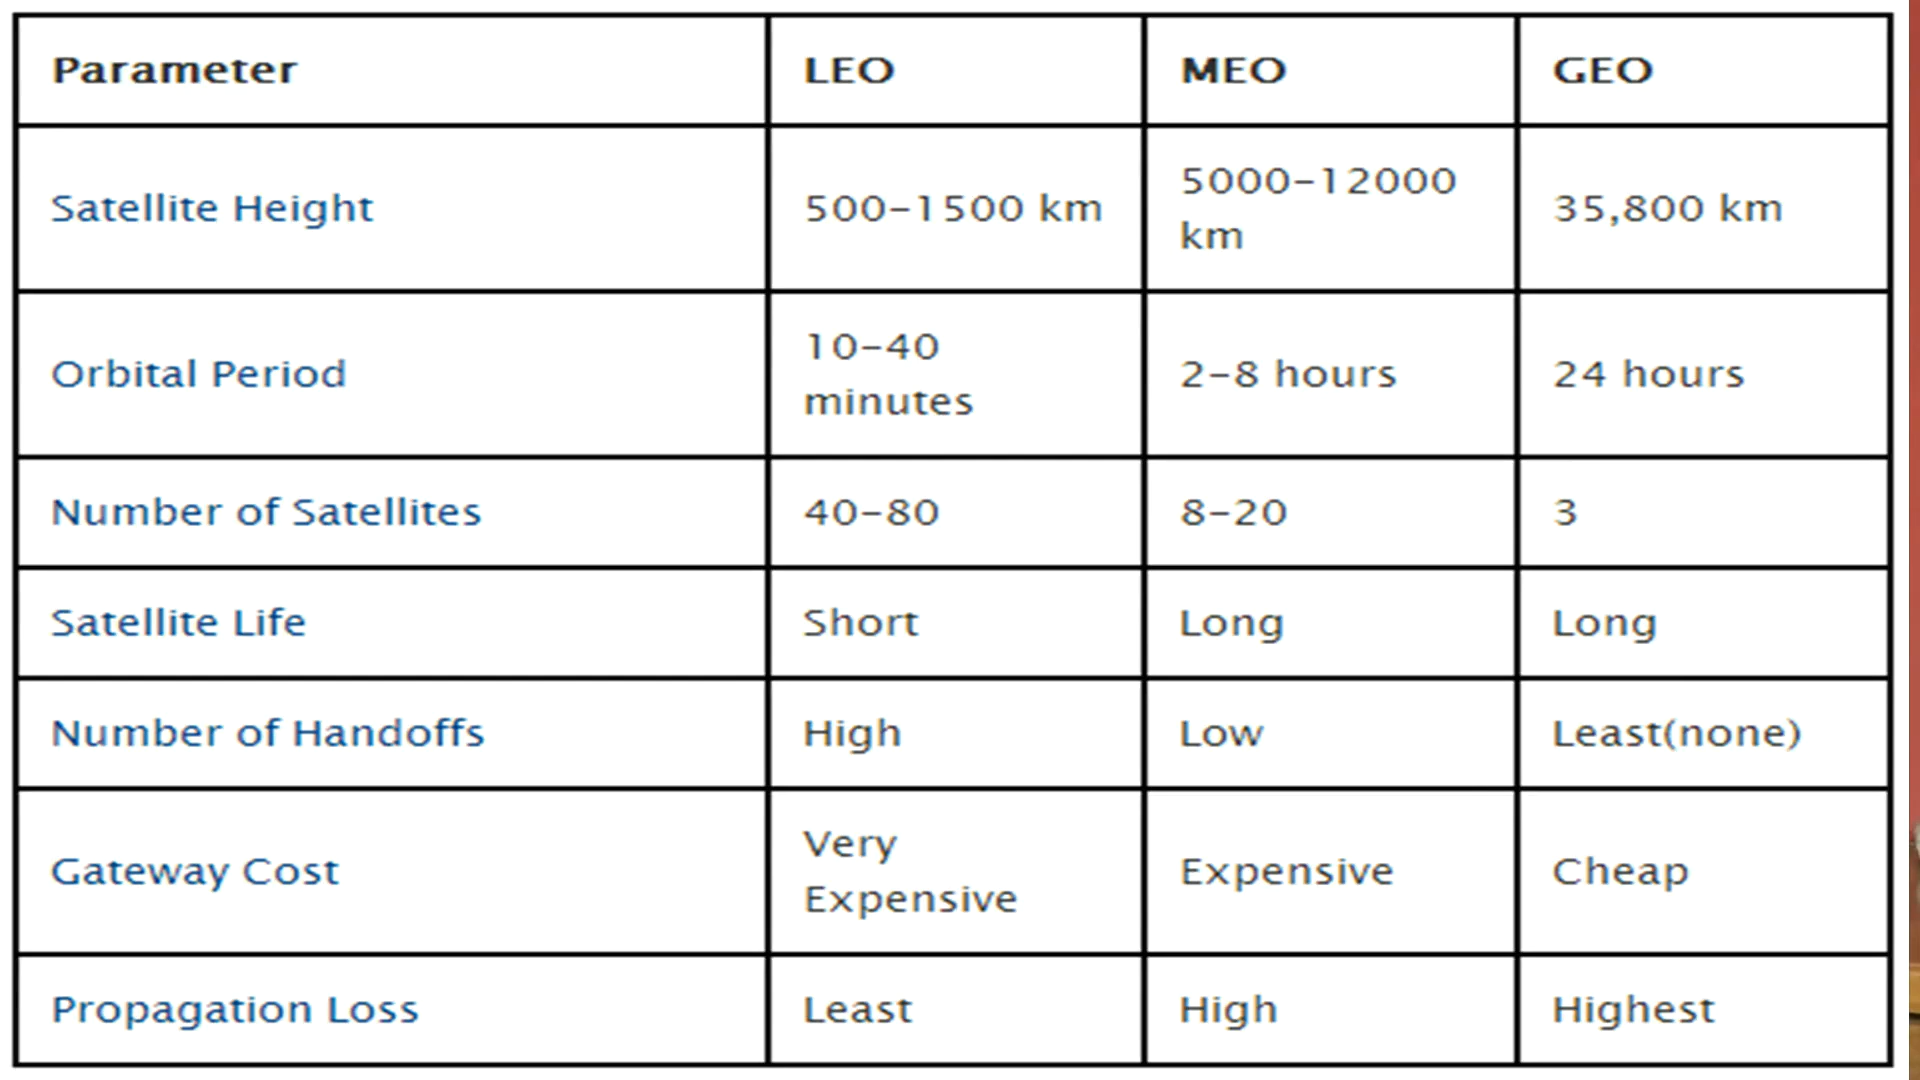 Parameter LEO MEO GEO
Satellite Height 500–1500 km 5000–12000 km 35,800 km
Orbital Period 10–40 minutes 2–8 hours 24 hours
Number of Satellites 40–80 8–20 3
Satellite Life Short Long Long
Number of Handoffs High Low Least(none)
Gateway Cost Very Expensive Expensive Cheap
Propagation Loss Least High Highest